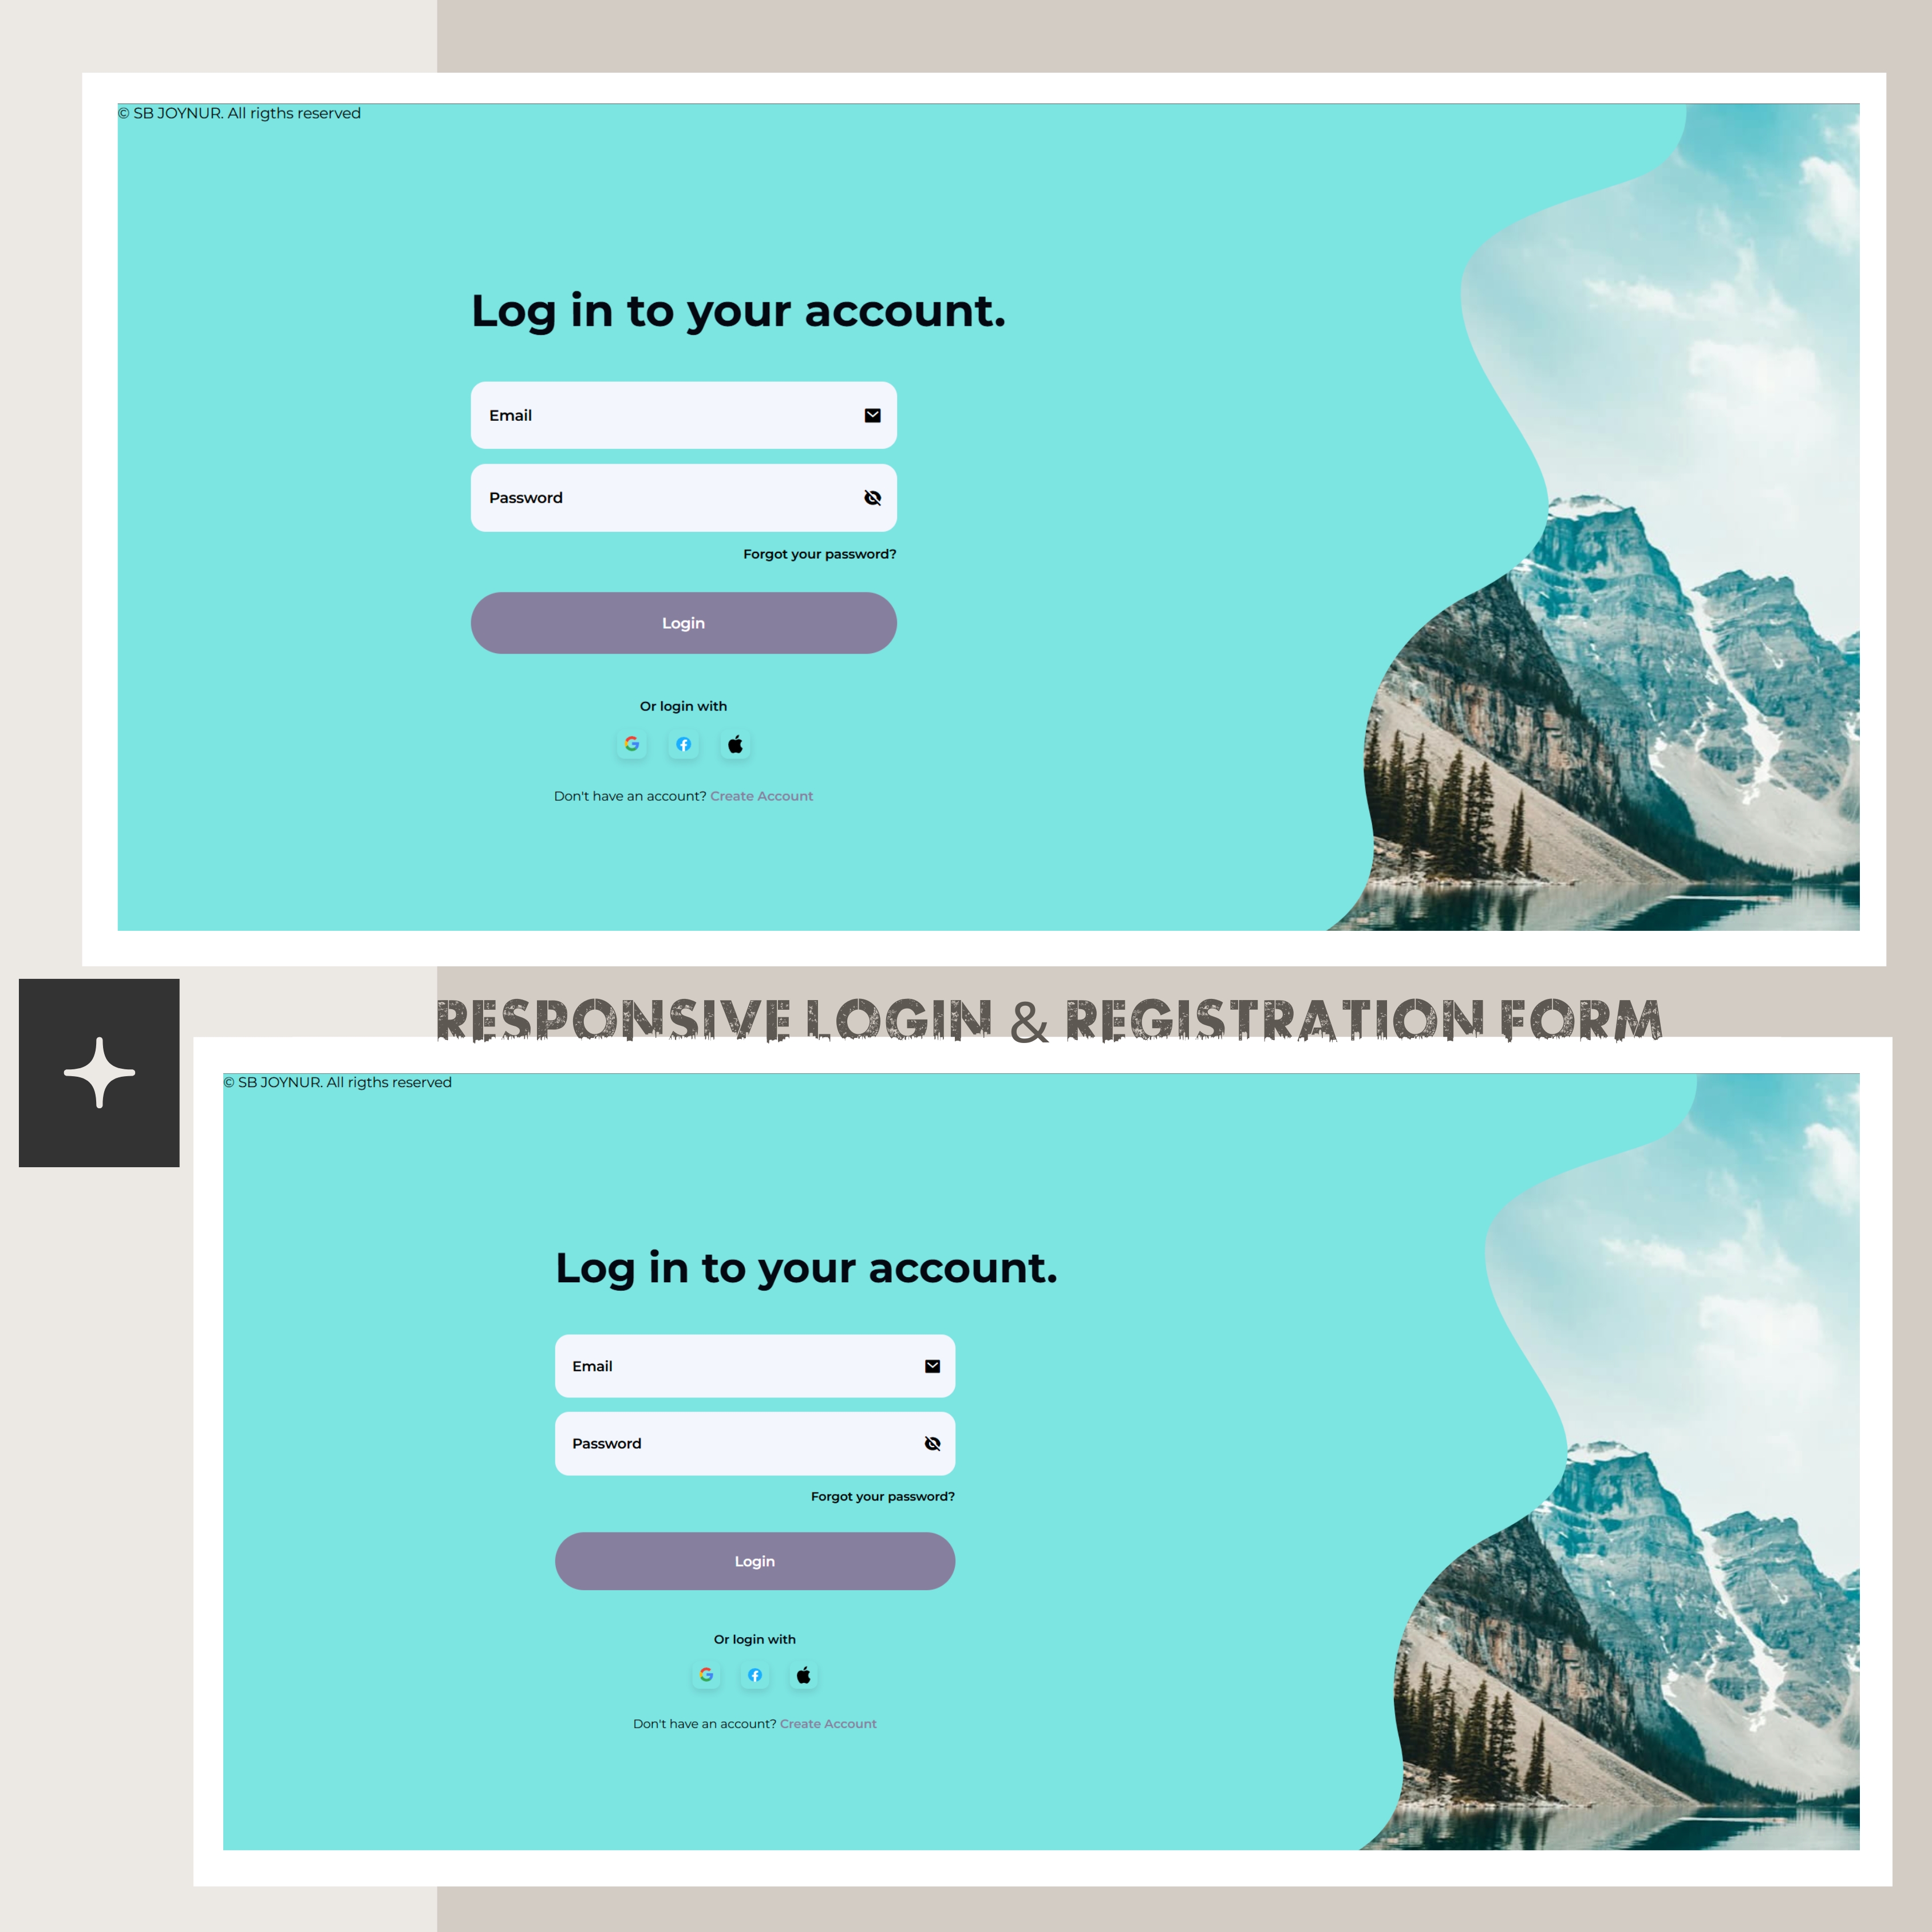 © SB JOYNUR. All rigths reserved
Log in to your account.
Email
Password
Forgot your password?
Login
Or login with
Don't have an account? Create Account
RESPONSIVE LOGIN & REGISTRATION FORM
© SB JOYNUR. All rigths reserved
Log in to your account.
Email
Password
Forgot your password?
Login
Or login with
Don't have an account? Create Account